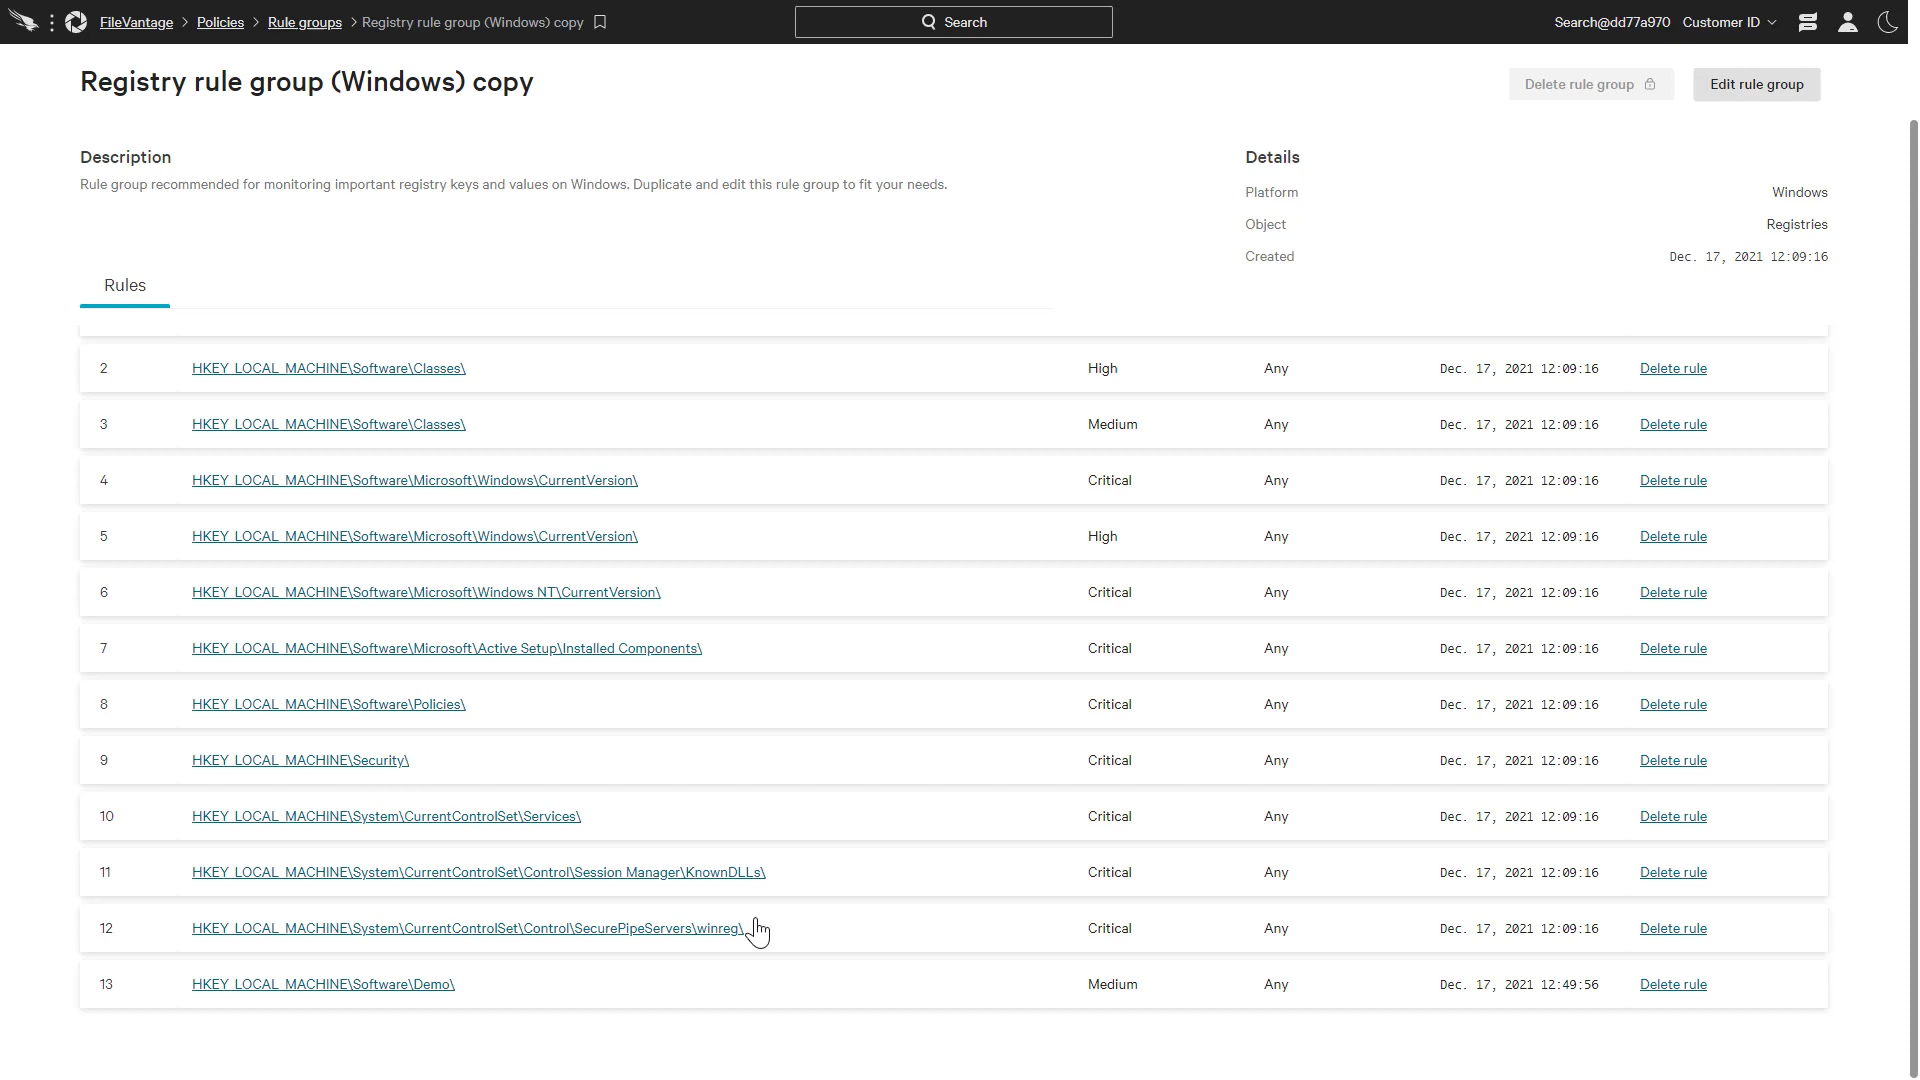 FileVantage > Policies > Rule groups > Registry rule group (Windows) copy
Search
Search@dd77a970 Customer ID
Registry rule group (Windows) copy
Delete rule group
Edit rule group
Description
Rule group recommended for monitoring important registry keys and values on Windows. Duplicate and edit this rule group to fit your needs.
Details
Platform Windows
Object Registries
Created Dec. 17, 2021 12:09:16
Rules
2 HKEY_LOCAL_MACHINE\Software\Classes\ High Any Dec. 17, 2021 12:09:16 Delete rule
3 HKEY_LOCAL_MACHINE\Software\Classes\ Medium Any Dec. 17, 2021 12:09:16 Delete rule
4 HKEY_LOCAL_MACHINE\Software\Microsoft\Windows\CurrentVersion\ Critical Any Dec. 17, 2021 12:09:16 Delete rule
5 HKEY_LOCAL_MACHINE\Software\Microsoft\Windows\CurrentVersion\ High Any Dec. 17, 2021 12:09:16 Delete rule
6 HKEY_LOCAL_MACHINE\Software\Microsoft\Windows NT\CurrentVersion\ Critical Any Dec. 17, 2021 12:09:16 Delete rule
7 HKEY_LOCAL_MACHINE\Software\Microsoft\Active Setup\Installed Components\ Critical Any Dec. 17, 2021 12:09:16 Delete rule
8 HKEY_LOCAL_MACHINE\Software\Policies\ Critical Any Dec. 17, 2021 12:09:16 Delete rule
9 HKEY_LOCAL_MACHINE\Security\ Critical Any Dec. 17, 2021 12:09:16 Delete rule
10 HKEY_LOCAL_MACHINE\System\CurrentControlSet\Services\ Critical Any Dec. 17, 2021 12:09:16 Delete rule
11 HKEY_LOCAL_MACHINE\System\CurrentControlSet\Control\Session Manager\KnownDLLs\ Critical Any Dec. 17, 2021 12:09:16 Delete rule
12 HKEY_LOCAL_MACHINE\System\CurrentControlSet\Control\SecurePipeServers\winreg\ Critical Any Dec. 17, 2021 12:09:16 Delete rule
13 HKEY_LOCAL_MACHINE\Software\Demo\ Medium Any Dec. 17, 2021 12:49:56 Delete rule